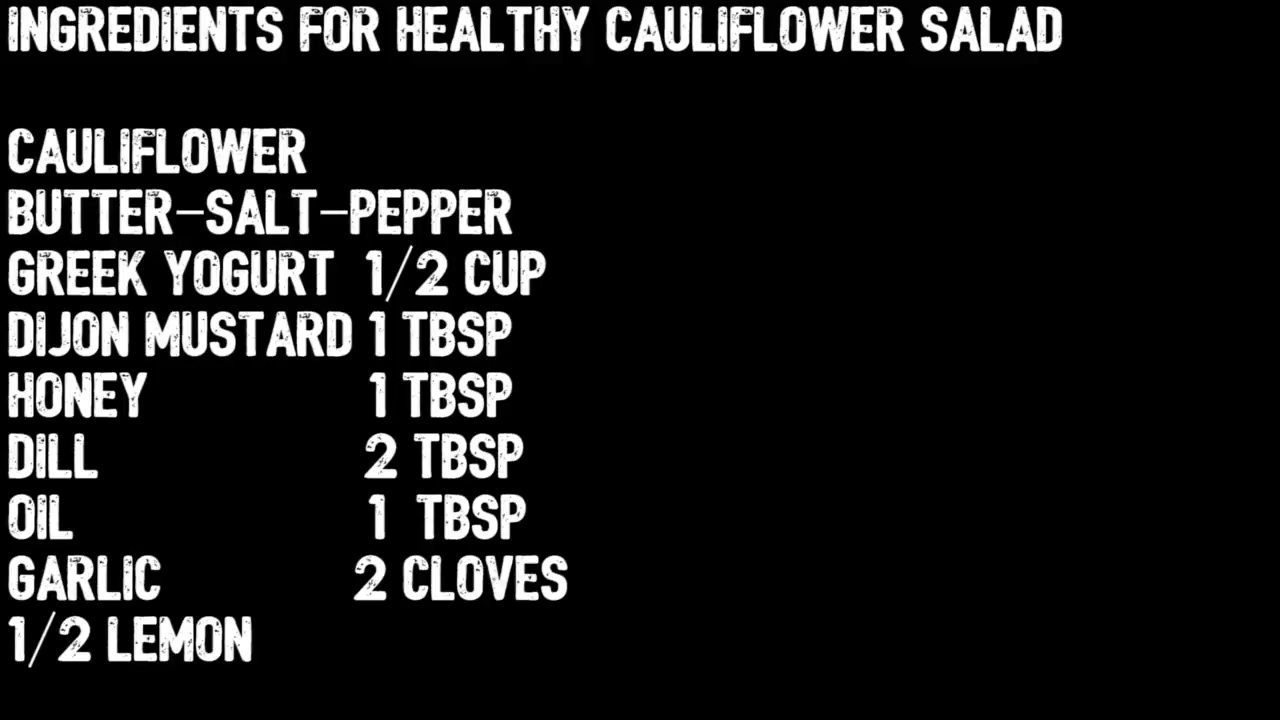 INGREDIENTS FOR HEALTHY CAULIFLOWER SALAD
CAULIFLOWER
BUTTER-SALT-PEPPER
GREEK YOGURT 1/2 CUP
DIJON MUSTARD 1 TBSP
HONEY 1 TBSP
DILL 2 TBSP
OIL 1 TBSP
GARLIC 2 CLOVES
1/2 LEMON